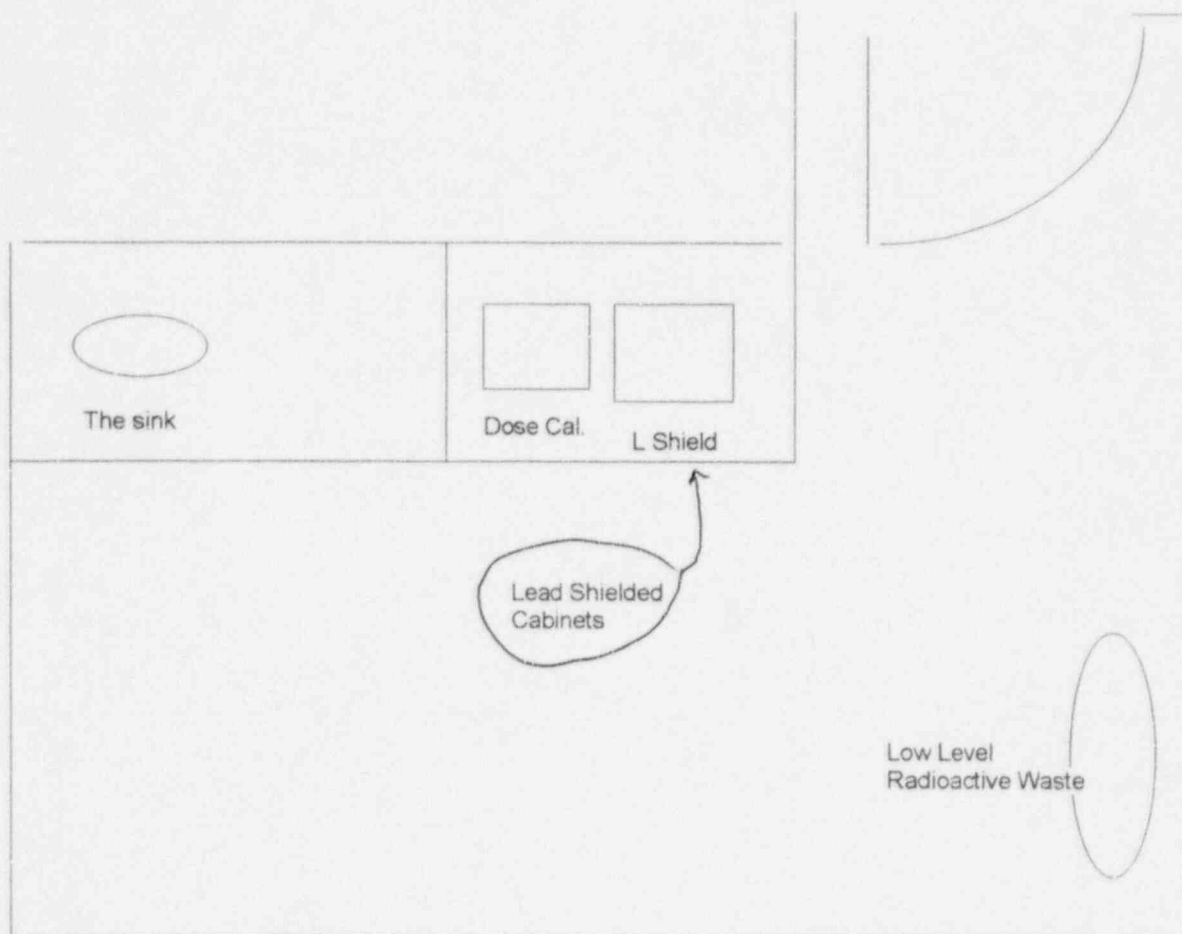 The sink
Dose Cal.
L Shield
Lead Shielded
Cabinets
Low Level
Radioactive Waste